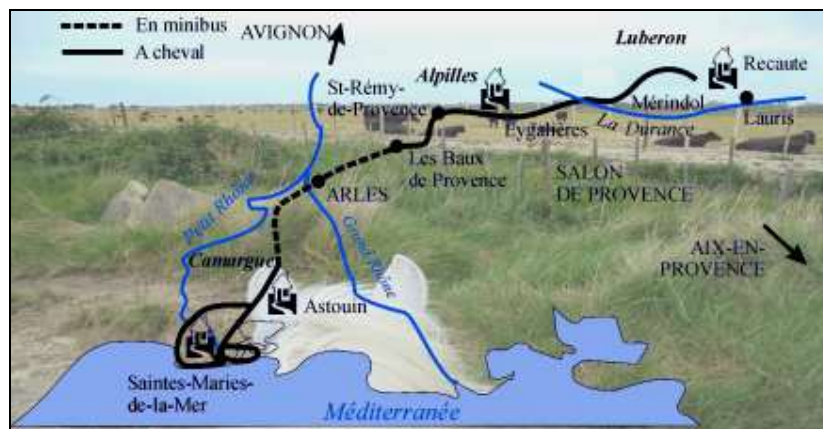 En minibus
A cheval
AVIGNON
Luberon
Recaute
Alpilles
St-Rémy-
de-Provence
Mérindol
Lauris
Eygalières
La Durance
Les Baux
de Provence
SALON
DE PROVENCE
ARLES
Petit Rhône
Grand Rhône
AIX-EN-
PROVENCE
Camargue
Astouin
Saintes-Maries-
de-la-Mer
Méditerranée